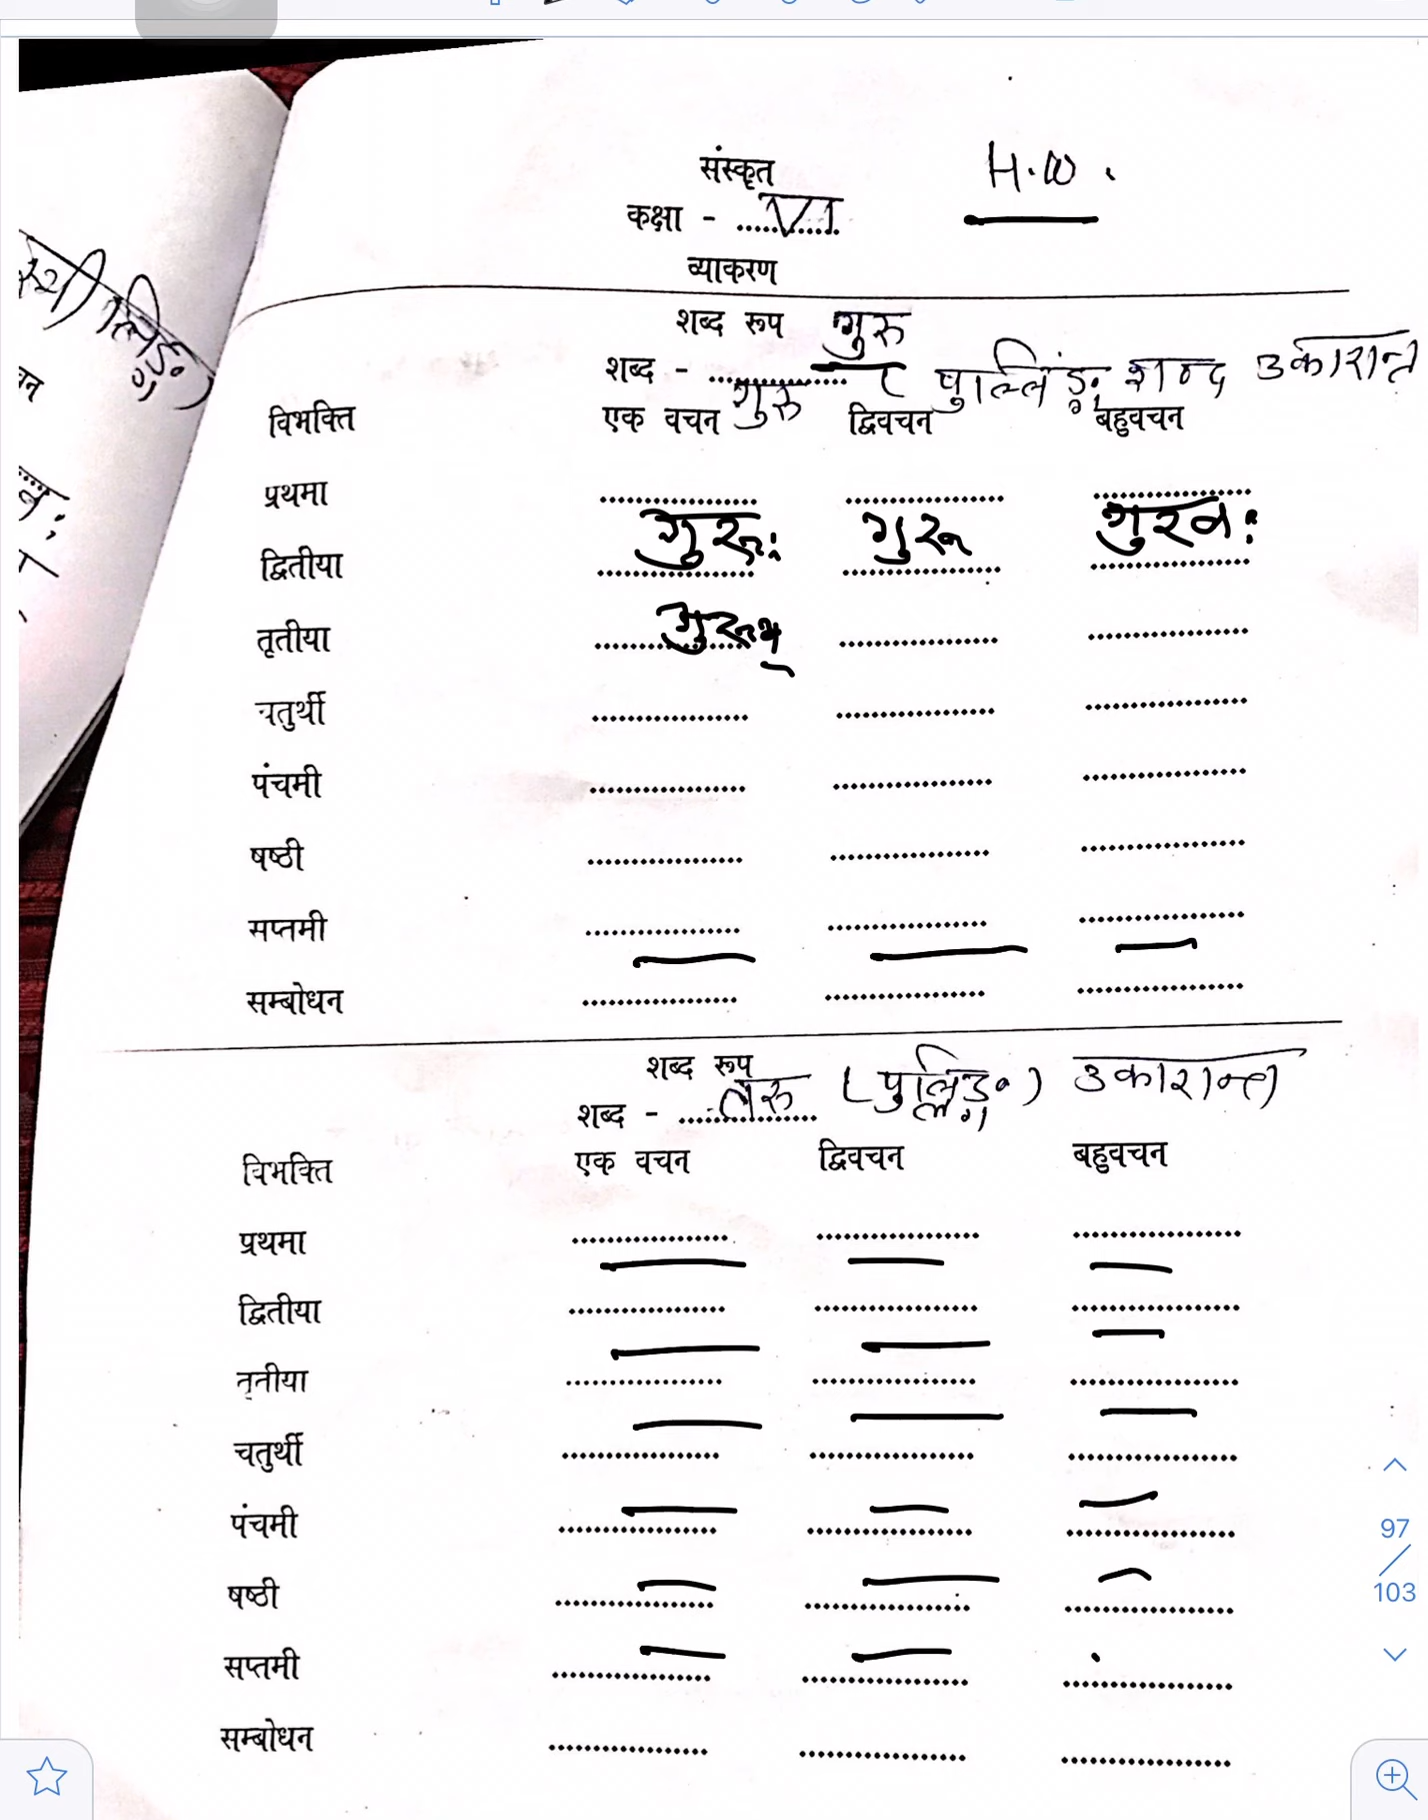 संस्कृत H.W.
कक्षा - VI
व्याकरण
शब्द रूप गुरु
शब्द - गुरु ( पुल्लिंङ्ग शब्द उकारान्त
विभक्ति एक वचन द्विवचन बहुवचन
प्रथमा
गुरुः गुरू गुरवः
द्वितीया
गुरुम्
तृतीया
चतुर्थी
पंचमी
षष्ठी
सप्तमी
सम्बोधन
शब्द रूप
शब्द - तरु (पुल्लिङ्ग) उकारान्त
विभक्ति एक वचन द्विवचन बहुवचन
प्रथमा
द्वितीया
तृतीया
चतुर्थी
पंचमी
षष्ठी
सप्तमी
सम्बोधन
97
103